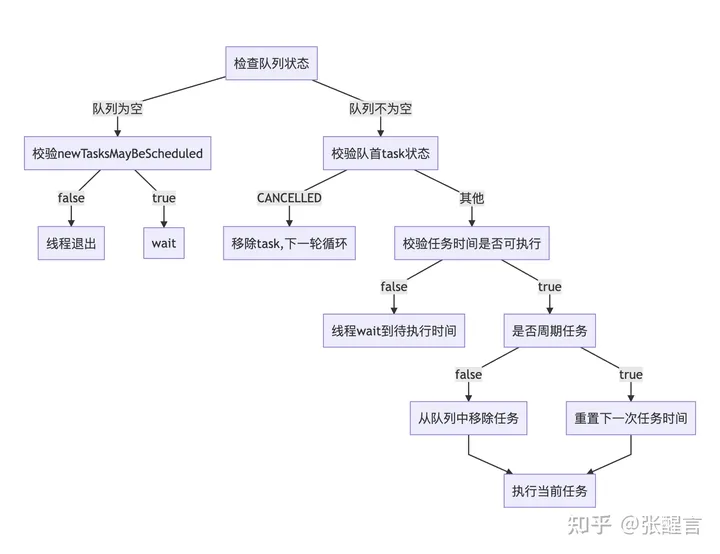 检查队列状态
队列为空
队列不为空
校验newTasksMayBeScheduled
校验队首task状态
false
true
CANCELLED
其他
线程退出
wait
移除task,下一轮循环
校验任务时间是否可执行
false
true
线程wait到待执行时间
是否周期任务
false
true
从队列中移除任务
重置下一次任务时间
执行当前任务
知乎 @张醒言